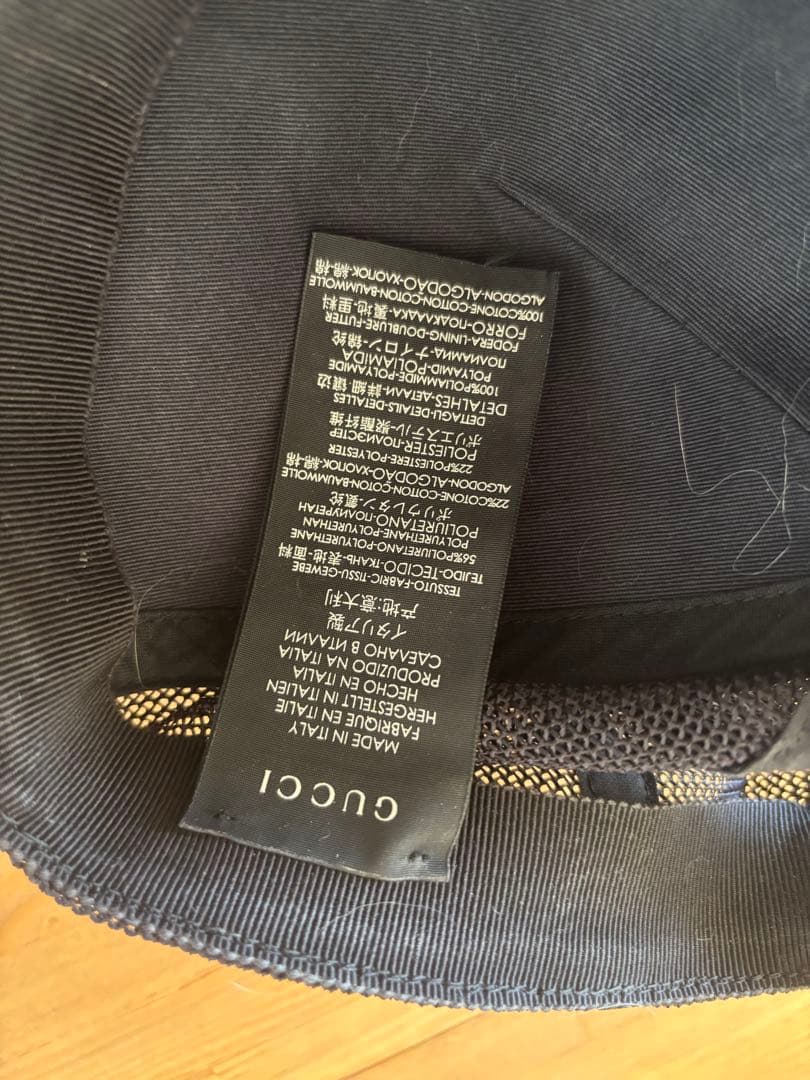 GUCCI
MADE IN ITALY
FABRIQUE EN ITALIE
HERGESTELLT IN ITALIEN
HECHO EN ITALIA
PRODUZIDO NA ITALIA
СДЕЛАНО В ИТАЛИИ
イタリア製
产地:意大利
TESSUTO-FABRIC-TISSU-GEWEBE
TEJIDO-TECIDO-ТКАНЬ-表地-面料
56%POLIURETANO-POLYURETHANE
POLYURETHANE-POLYURETHAN
POLIURETANO-ПОЛИУРЕТАН
ポリウレタン-氨纶
22%COTONE-COTTON-COTON-BAUMWOLLE
ALGODON-ALGODÃO-ХЛОПОК-綿-棉
22%POLIESTERE-POLYESTER
POLIESTER-ПОЛИЭСТЕР
ポリエステル-聚酯纤维
DETTAGLI-DETAILS-DETALLES
DETALHES-ДЕТАЛИ-詳細-镶边
100%POLIAMMIDE-POLYAMIDE
POLYAMID-POLIAMIDA
ПОЛИАММИД-ナイロン-锦纶
FODERA-LINING-DOUBLURE-FUTTER
FORRO-ПОДКЛАДКА-裏地-里料
100%COTONE-COTTON-COTON-BAUMWOLLE
ALGODON-ALGODÃO-ХЛОПОК-綿-棉